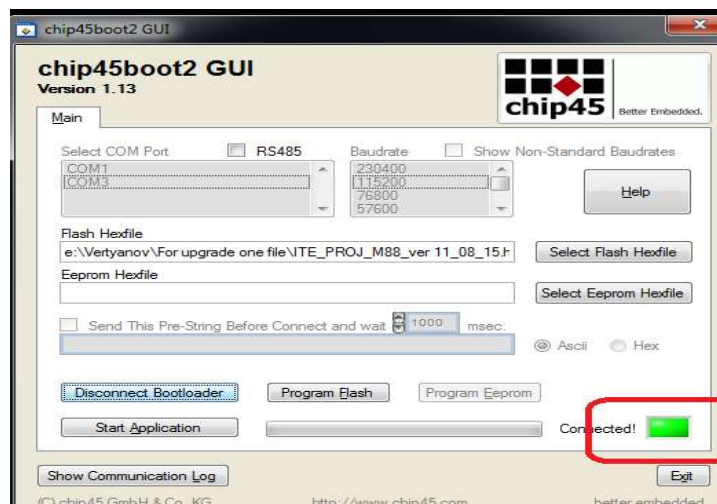 chip45boot2 GUI
chip45boot2 GUI
Version 1.13
chip45 Better Embedded.
Main
Select COM Port RS485 Baudrate Show Non-Standard Baudrates
COM1 230400
COM3 115200
76800
57600
Help
Flash Hexfile
e:\Vertyanov\For upgrade one file\ITE_PROJ_M88_ver 11_08_15.h Select Flash Hexfile
Eeprom Hexfile
Select Eeprom Hexfile
Send This Pre-String Before Connect and wait 1000 msec.
Ascii Hex
Disconnect Bootloader Program Flash Program Eeprom
Start Application Connected!
Show Communication Log Exit
(C) chip45 GmbH & Co. KG http://www.chip45.com better embedded